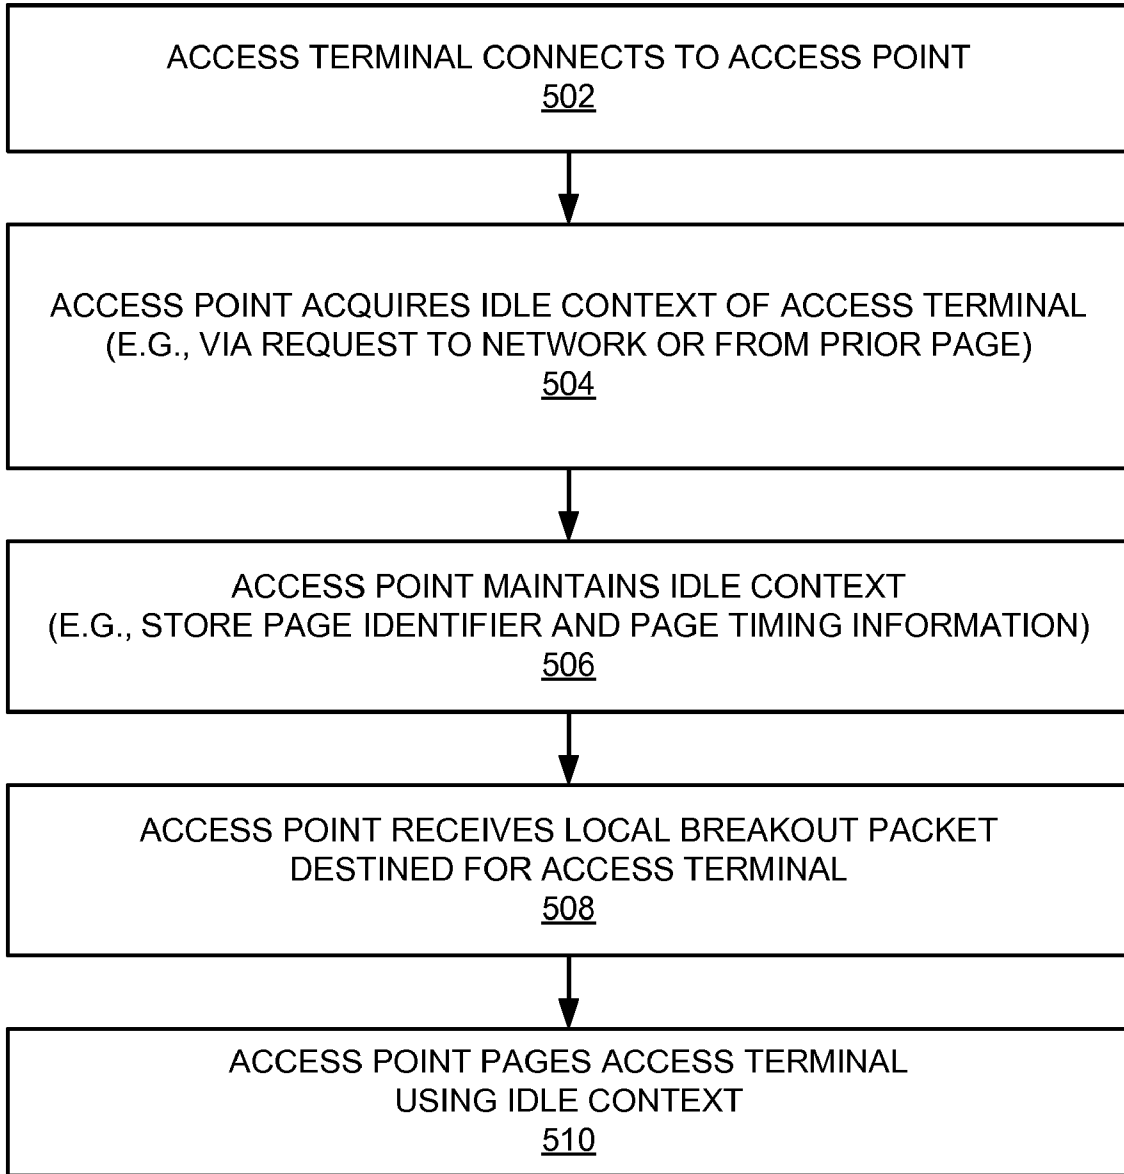 ACCESS TERMINAL CONNECTS TO ACCESS POINT
502
ACCESS POINT ACQUIRES IDLE CONTEXT OF ACCESS TERMINAL
(E.G., VIA REQUEST TO NETWORK OR FROM PRIOR PAGE)
504
ACCESS POINT MAINTAINS IDLE CONTEXT
(E.G., STORE PAGE IDENTIFIER AND PAGE TIMING INFORMATION)
506
ACCESS POINT RECEIVES LOCAL BREAKOUT PACKET
DESTINED FOR ACCESS TERMINAL
508
ACCESS POINT PAGES ACCESS TERMINAL
USING IDLE CONTEXT
510